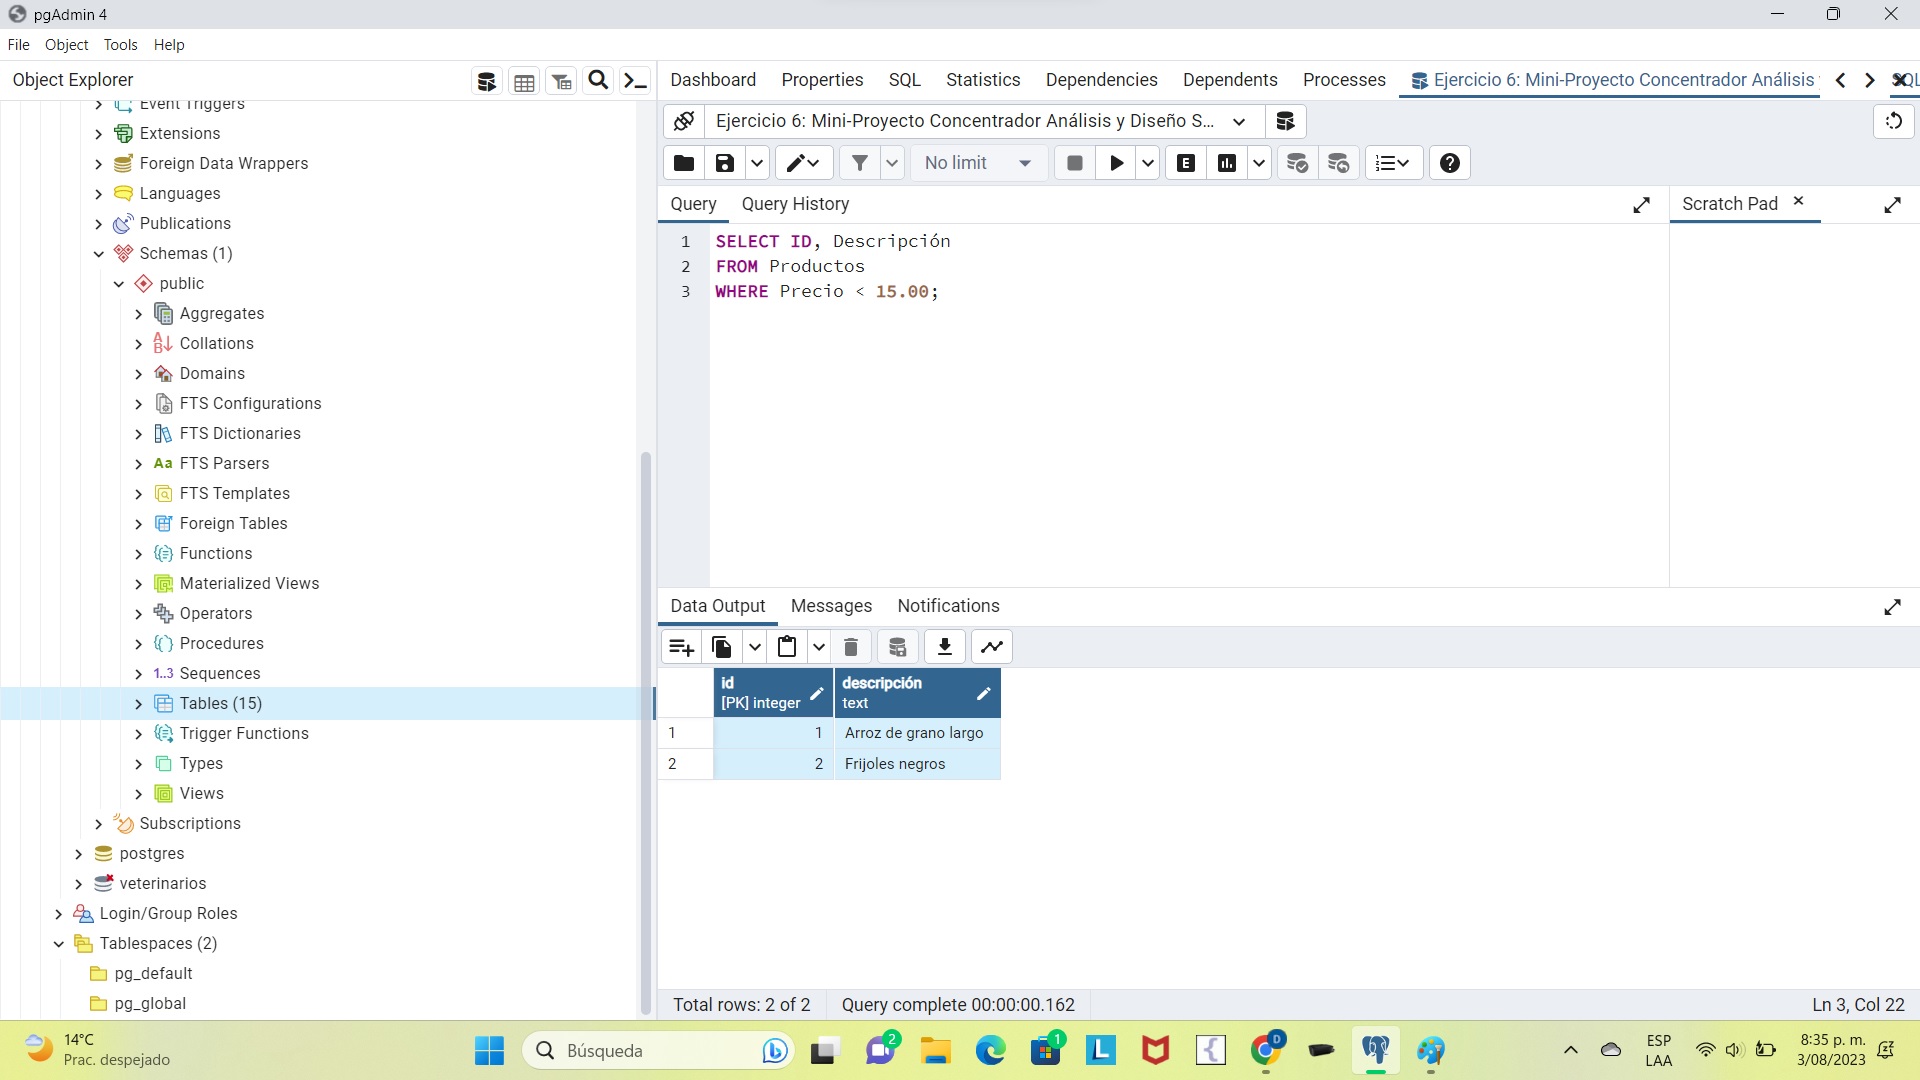 pgAdmin 4
File Object Tools Help
Object Explorer
Event Triggers
Extensions
Foreign Data Wrappers
Languages
Publications
Schemas (1)
public
Aggregates
Collations
Domains
FTS Configurations
FTS Dictionaries
Aa FTS Parsers
FTS Templates
Foreign Tables
Functions
Materialized Views
Operators
Procedures
1..3 Sequences
Tables (15)
Trigger Functions
Types
Views
Subscriptions
postgres
veterinarios
Login/Group Roles
Tablespaces (2)
pg_default
pg_global
Dashboard Properties SQL Statistics Dependencies Dependents Processes Ejercicio 6: Mini-Proyecto Concentrador Análisis
Ejercicio 6: Mini-Proyecto Concentrador Análisis y Diseño S...
No limit
E
Query Query History
Scratch Pad
1 SELECT ID, Descripción
2 FROM Productos
3 WHERE Precio < 15.00;
Data Output Messages Notifications
id descripción
[PK] integer text
1 1 Arroz de grano largo
2 2 Frijoles negros
Total rows: 2 of 2 Query complete 00:00:00.162 Ln 3, Col 22
14°C
Prac. despejado
Búsqueda
2
1
L
D
ESP
LAA
8:35 p. m.
3/08/2023